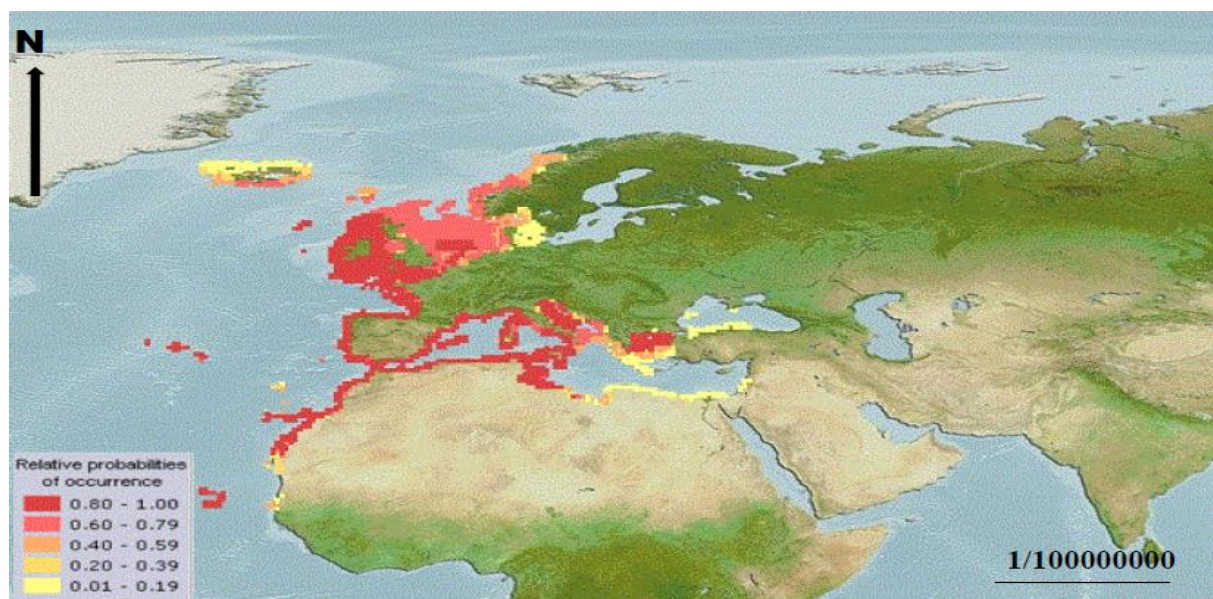 N
Relative probabilities
of occurrence
0.80 - 1.00
0.60 - 0.79
0.40 - 0.59
0.20 - 0.39
0.01 - 0.19
1/100000000